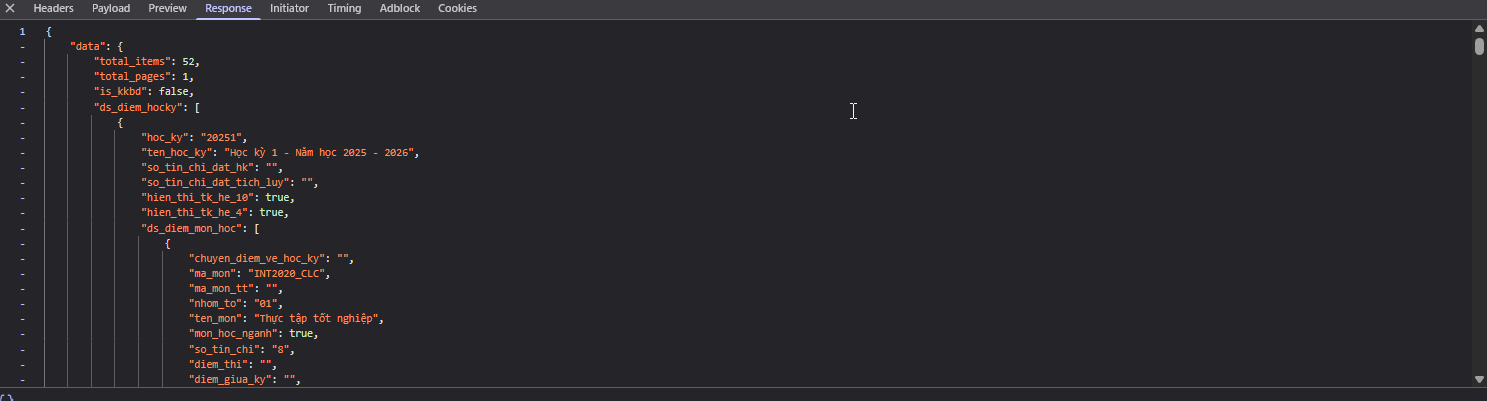 Headers Payload Preview Response Initiator Timing Adblock Cookies
1 {
- "data": {
- "total_items": 52,
- "total_pages": 1,
- "is_kkbd": false,
- "ds_diem_hocky": [
- {
- "hoc_ky": "20251",
- "ten_hoc_ky": "Học kỳ 1 - Năm học 2025 - 2026",
- "so_tin_chi_dat_hk": "",
- "so_tin_chi_dat_tich_luy": "",
- "hien_thi_tk_he_10": true,
- "hien_thi_tk_he_4": true,
- "ds_diem_mon_hoc": [
- {
- "chuyen_diem_ve_hoc_ky": "",
- "ma_mon": "INT2020_CLC",
- "ma_mon_tt": "",
- "nhom_to": "01",
- "ten_mon": "Thực tập tốt nghiệp",
- "mon_hoc_nganh": true,
- "so_tin_chi": "8",
- "diem_thi": "",
- "diem_giua_ky": "",
{}